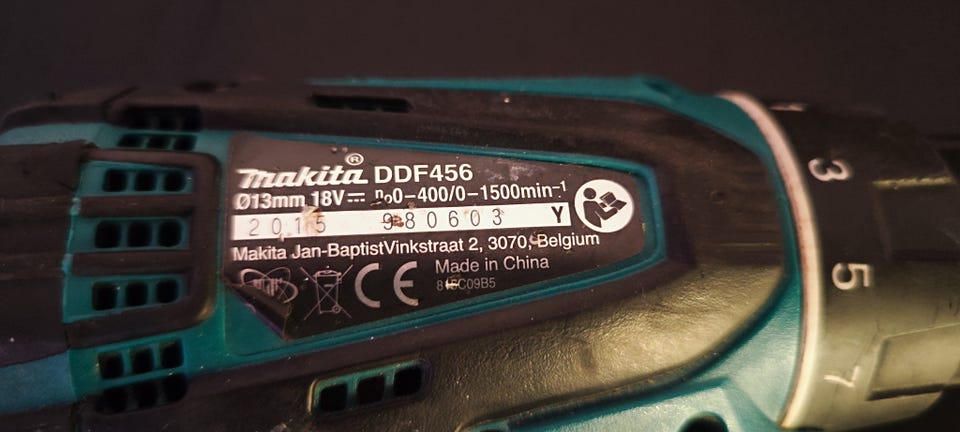 makita® DDF456
Ø13mm 18V⎓ n₀0-400/0-1500min⁻¹
2015 980603 Y
Makita Jan-BaptistVinkstraat 2, 3070, Belgium
CE
Made in China
3
5
7